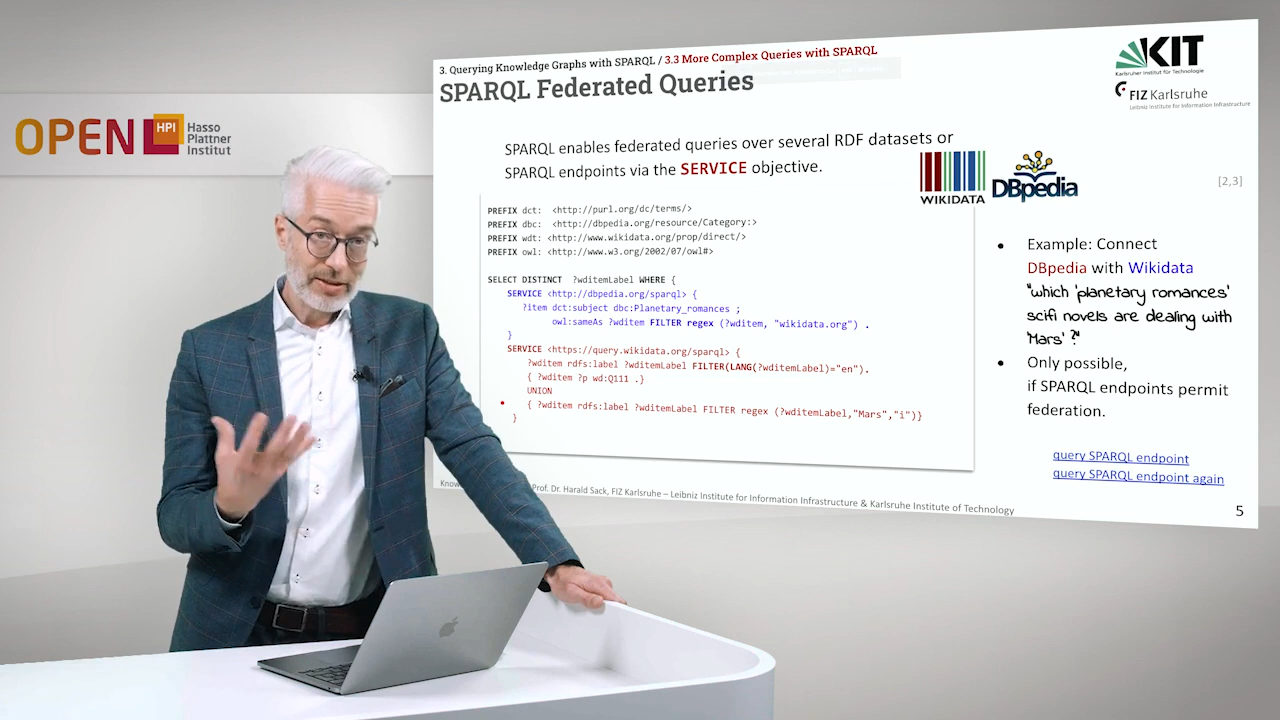 OPEN HPI Hasso
Plattner
Institut
3. Querying Knowledge Graphs with SPARQL / 3.3 More Complex Queries with SPARQL
SPARQL Federated Queries
KIT
Karlsruher Institut für Technologie
FIZ Karlsruhe
Leibniz Institute for Information Infrastructure
SPARQL enables federated queries over several RDF datasets or
SPARQL endpoints via the SERVICE objective.
WIKIDATA
DBpedia
[2,3]
PREFIX dct: <http://purl.org/dc/terms/>
PREFIX dbc: <http://dbpedia.org/resource/Category:>
PREFIX wdt: <http://www.wikidata.org/prop/direct/>
PREFIX owl: <http://www.w3.org/2002/07/owl#>
SELECT DISTINCT ?wditemLabel WHERE {
SERVICE <http://dbpedia.org/sparql> {
?item dct:subject dbc:Planetary_romances ;
owl:sameAs ?wditem FILTER regex (?wditem, "wikidata.org") .
}
SERVICE <https://query.wikidata.org/sparql> {
?wditem rdfs:label ?wditemLabel FILTER(LANG(?wditemLabel)="en").
{ ?wditem ?p wd:Q111 .}
UNION
{ ?wditem rdfs:label ?wditemLabel FILTER regex (?wditemLabel,"Mars","i")}
}
• Example: Connect
DBpedia with Wikidata
"which 'planetary romances'
scifi novels are dealing with
'Mars' ?"
• Only possible,
if SPARQL endpoints permit
federation.
query SPARQL endpoint
query SPARQL endpoint again
Prof. Dr. Harald Sack, FIZ Karlsruhe – Leibniz Institute for Information Infrastructure & Karlsruhe Institute of Technology
5